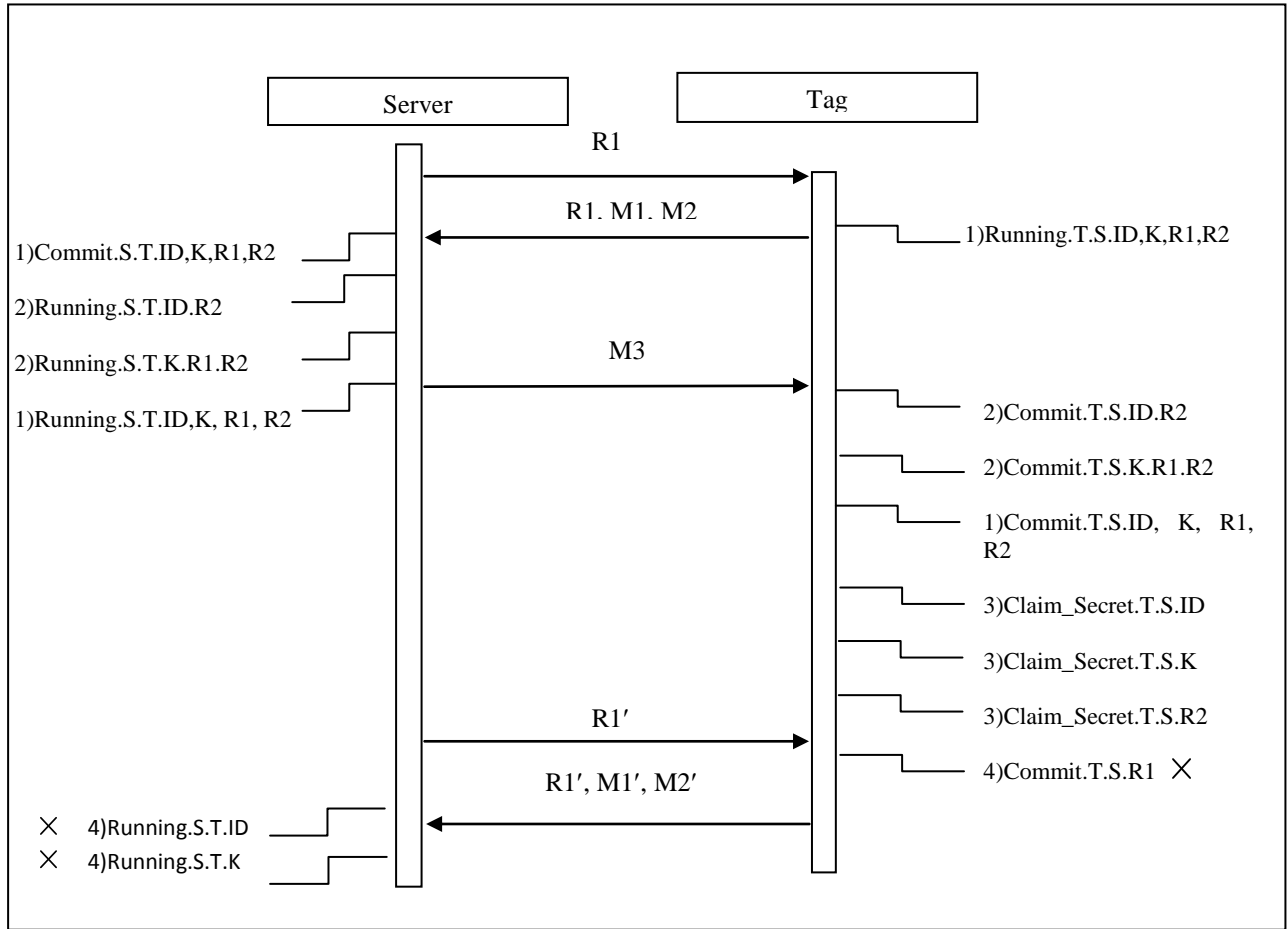 Server
Tag
R1
R1, M1, M2
1)Commit.S.T.ID,K,R1,R2
1)Running.T.S.ID,K,R1,R2
2)Running.S.T.ID.R2
2)Running.S.T.K.R1.R2
M3
1)Running.S.T.ID,K, R1, R2
2)Commit.T.S.ID.R2
2)Commit.T.S.K.R1.R2
1)Commit.T.S.ID, K, R1,
R2
3)Claim_Secret.T.S.ID
3)Claim_Secret.T.S.K
3)Claim_Secret.T.S.R2
R1′
4)Commit.T.S.R1 ×
R1′, M1′, M2′
× 4)Running.S.T.ID
× 4)Running.S.T.K